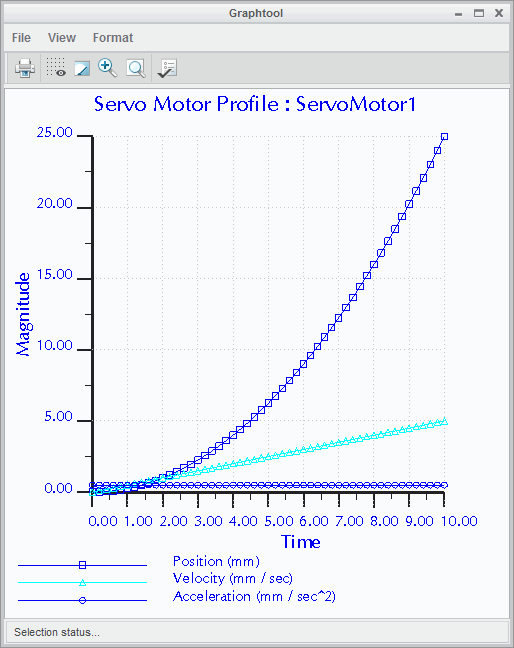 Graphtool
File View Format
Servo Motor Profile : ServoMotor1
25.00
20.00
15.00
10.00
5.00
0.00
Magnitude
0.00 1.00 2.00 3.00 4.00 5.00 6.00 7.00 8.00 9.00 10.00
Time
Position (mm)
Velocity (mm / sec)
Acceleration (mm / sec^2)
Selection status...